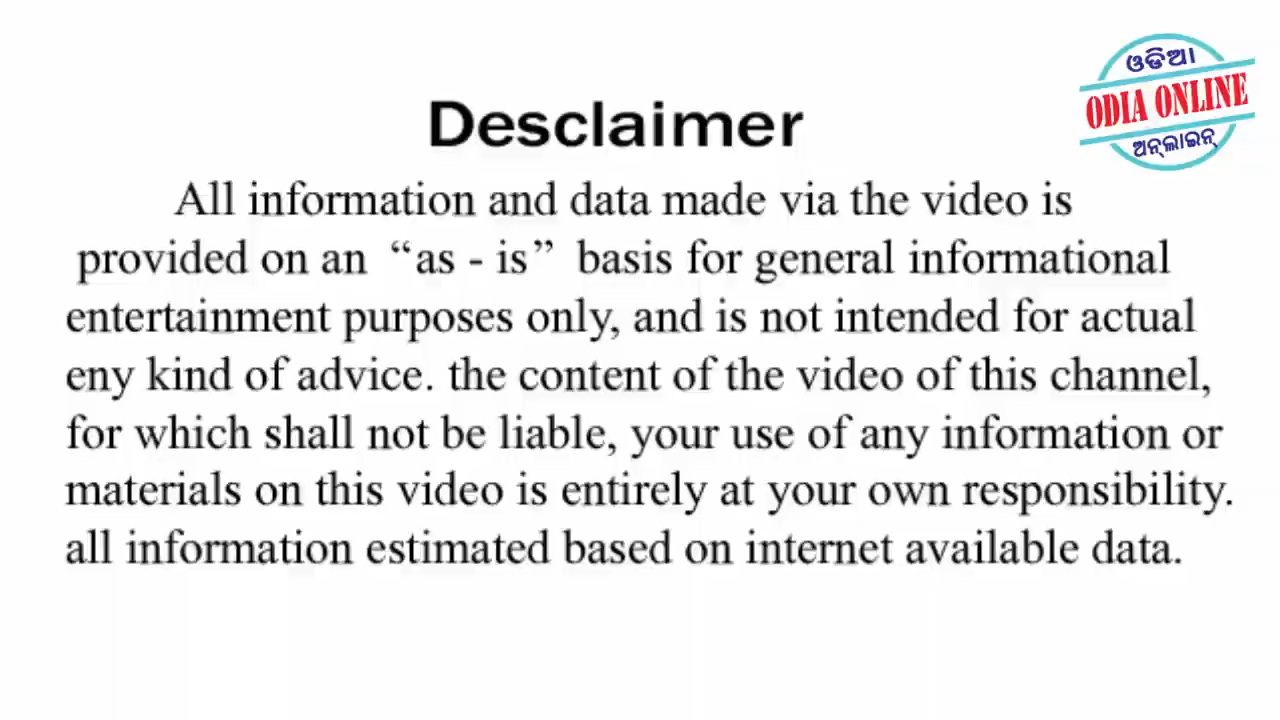 ଓଡିଆ
ODIA ONLINE
ଅନ୍‌ଲାଇନ୍
Desclaimer
All information and data made via the video is
provided on an “as - is” basis for general informational
entertainment purposes only, and is not intended for actual
eny kind of advice. the content of the video of this channel,
for which shall not be liable, your use of any information or
materials on this video is entirely at your own responsibility.
all information estimated based on internet available data.